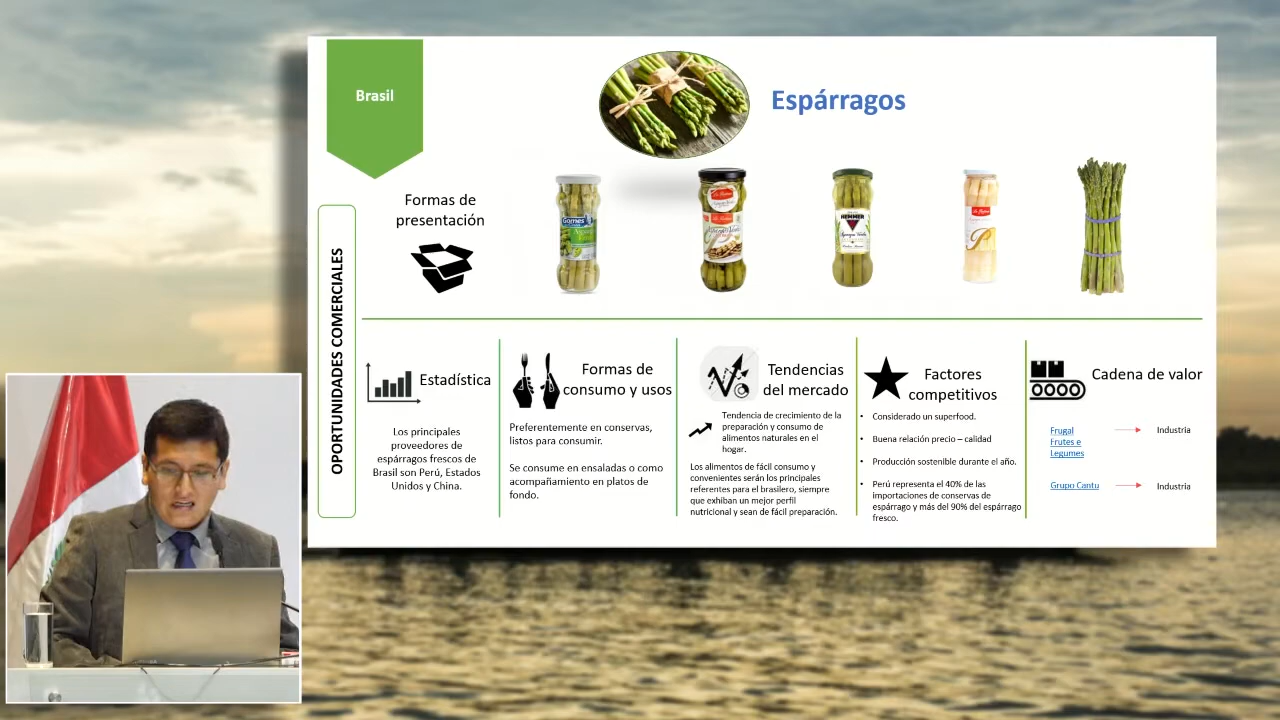 Brasil
Espárragos
Formas de
presentación
Gomes
HEMMER
OPORTUNIDADES COMERCIALES
Estadística
Los principales
proveedores de
espárragos frescos de
Brasil son Perú, Estados
Unidos y China.
Formas de
consumo y usos
Preferentemente en conservas,
listos para consumir.
Se consume en ensaladas o como
acompañamiento en platos de
fondo.
Tendencias
del mercado
Tendencia de crecimiento de la
preparación y consumo de
alimentos naturales en el
hogar.
Los alimentos de fácil consumo y
convenientes serán los principales
referentes para el brasilero, siempre
que exhiban un mejor perfil
nutricional y sean de fácil preparación.
Factores
competitivos
• Considerado un superfood.
• Buena relación precio – calidad
• Producción sostenible durante el año.
• Perú representa el 40% de las
importaciones de conservas de
espárrago y más del 90% del espárrago
fresco.
Cadena de valor
Frugal
Frutes e
Legumes
Industria
Grupo Cantu
Industria